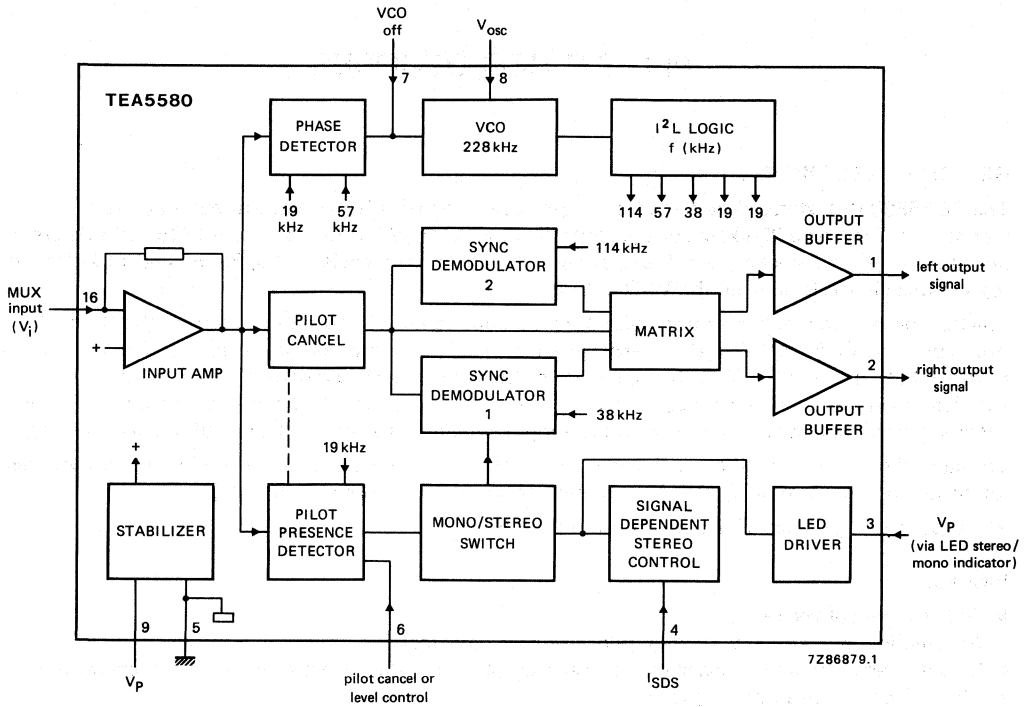 VCO
off
V_osc
7
8
TEA5580
PHASE
DETECTOR
VCO
228 kHz
I²L LOGIC
f (kHz)
19
kHz
57
kHz
114
57
38
19
19
OUTPUT
BUFFER
SYNC
DEMODULATOR
2
114 kHz
1
left output
signal
MUX
input
(V_i)
16
+
INPUT AMP
PILOT
CANCEL
MATRIX
SYNC
DEMODULATOR
1
38 kHz
2
right output
signal
OUTPUT
BUFFER
+
19 kHz
STABILIZER
PILOT
PRESENCE
DETECTOR
MONO/STEREO
SWITCH
SIGNAL
DEPENDENT
STEREO
CONTROL
LED
DRIVER
3
V_P
(via LED stereo/
mono indicator)
9
5
6
4
7Z86879.1
V_P
pilot cancel or
level control
I_SDS